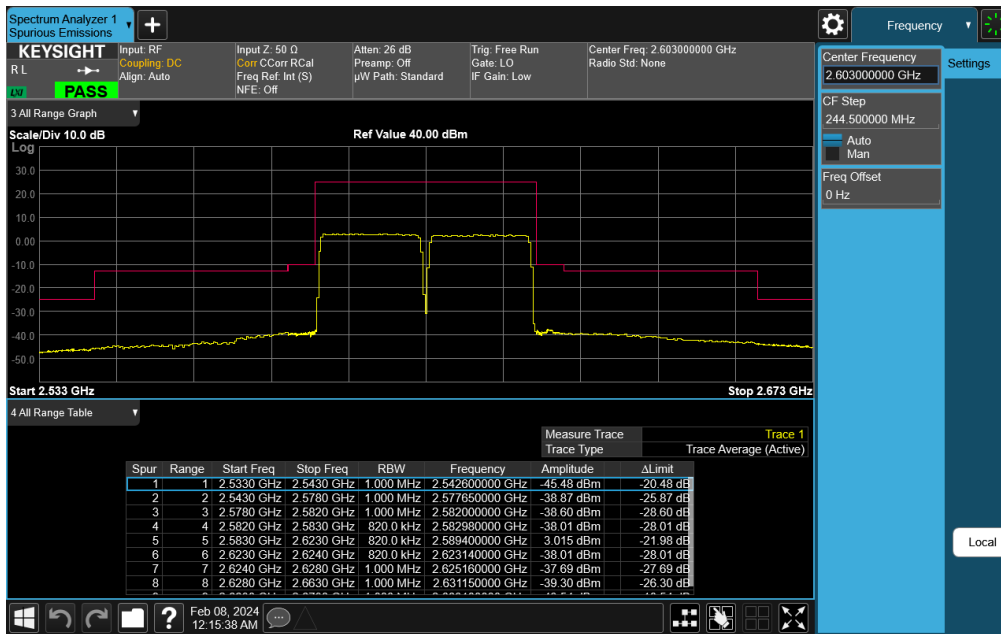 Spectrum Analyzer 1
Spurious Emissions
Frequency
KEYSIGHT
R L
LXI
PASS
Input: RF
Coupling: DC
Align: Auto
Input Z: 50 Ω
Corr CCorr RCal
Freq Ref: Int (S)
NFE: Off
Atten: 26 dB
Preamp: Off
µW Path: Standard
Trig: Free Run
Gate: LO
IF Gain: Low
Center Freq: 2.603000000 GHz
Radio Std: None
Center Frequency
2.603000000 GHz
Settings
CF Step
244.500000 MHz
Auto
Man
Freq Offset
0 Hz
3 All Range Graph
Scale/Div 10.0 dB
Ref Value 40.00 dBm
Log
30.0
20.0
10.0
0.00
-10.0
-20.0
-30.0
-40.0
-50.0
Start 2.533 GHz
Stop 2.673 GHz
4 All Range Table
Measure Trace Trace 1
Trace Type Trace Average (Active)
Spur Range Start Freq Stop Freq RBW Frequency Amplitude ΔLimit
1 1 2.5330 GHz 2.5430 GHz 1.000 MHz 2.542600000 GHz -45.48 dBm -20.48 dB
2 2 2.5430 GHz 2.5780 GHz 1.000 MHz 2.577650000 GHz -38.87 dBm -25.87 dB
3 3 2.5780 GHz 2.5820 GHz 1.000 MHz 2.582000000 GHz -38.60 dBm -28.60 dB
4 4 2.5820 GHz 2.5830 GHz 820.0 kHz 2.582980000 GHz -38.01 dBm -28.01 dB
5 5 2.5830 GHz 2.6230 GHz 820.0 kHz 2.589400000 GHz 3.015 dBm -21.98 dB
6 6 2.6230 GHz 2.6240 GHz 820.0 kHz 2.623140000 GHz -38.01 dBm -28.01 dB
7 7 2.6240 GHz 2.6280 GHz 1.000 MHz 2.625160000 GHz -37.69 dBm -27.69 dB
8 8 2.6280 GHz 2.6630 GHz 1.000 MHz 2.631150000 GHz -39.30 dBm -26.30 dB
Local
Feb 08, 2024
12:15:38 AM